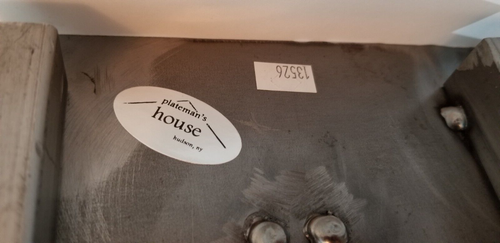 plateman's
house
hudson, ny
13526